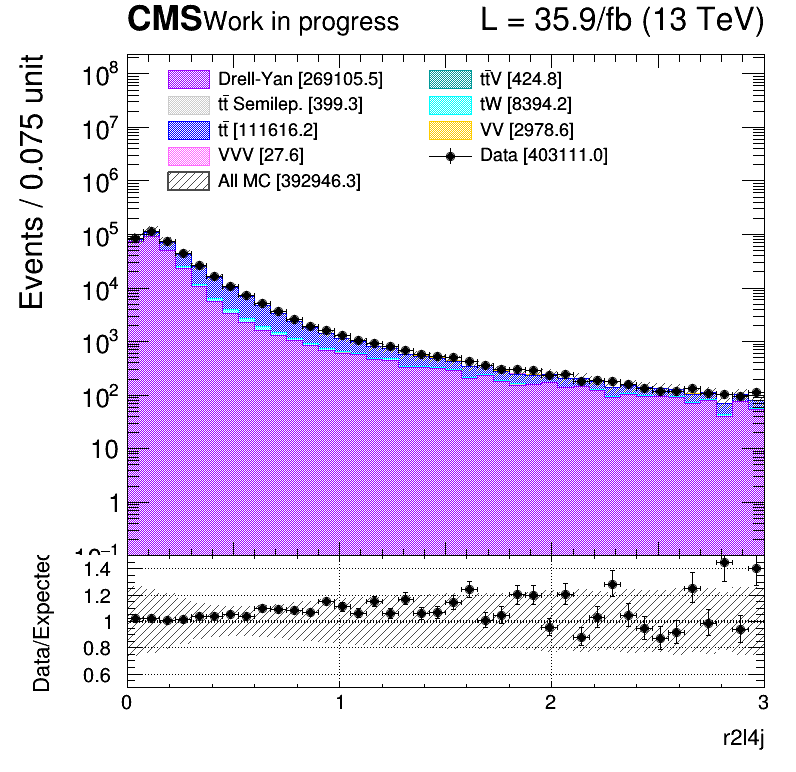 CMS Work in progress L = 35.9/fb (13 TeV)
Events / 0.075 unit
10⁸
10⁷
10⁶
10⁵
10⁴
10³
10²
10
1
10⁻¹
Drell-Yan [269105.5]
tt̄ Semilep. [399.3]
tt̄ [111616.2]
VVV [27.6]
All MC [392946.3]
tt̄V [424.8]
tW [8394.2]
VV [2978.6]
Data [403111.0]
Data/Expected
1.4
1.2
1
0.8
0.6
0 1 2 3
r2l4j